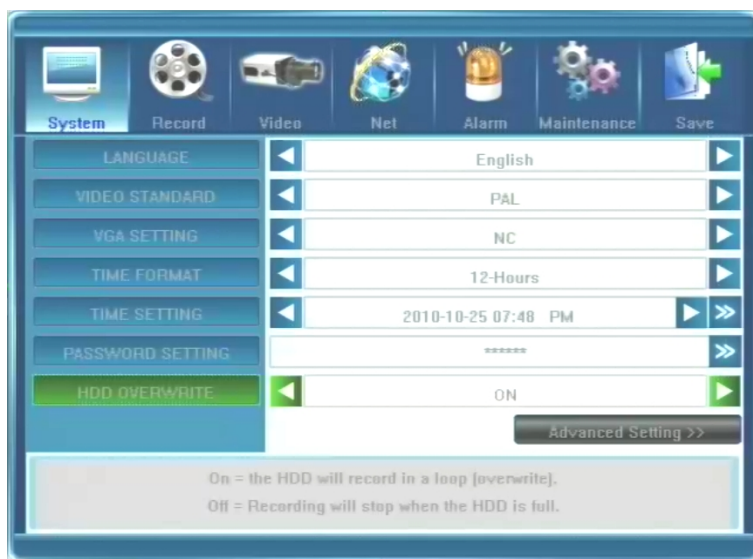 System Record Video Net Alarm Maintenance Save
LANGUAGE English
VIDEO STANDARD PAL
VGA SETTING NC
TIME FORMAT 12-Hours
TIME SETTING 2010-10-25 07:48 PM >>
PASSWORD SETTING ****** >>
HDD OVERWRITE ON
Advanced Setting >>
On = the HDD will record in a loop (overwrite).
Off = Recording will stop when the HDD is full.